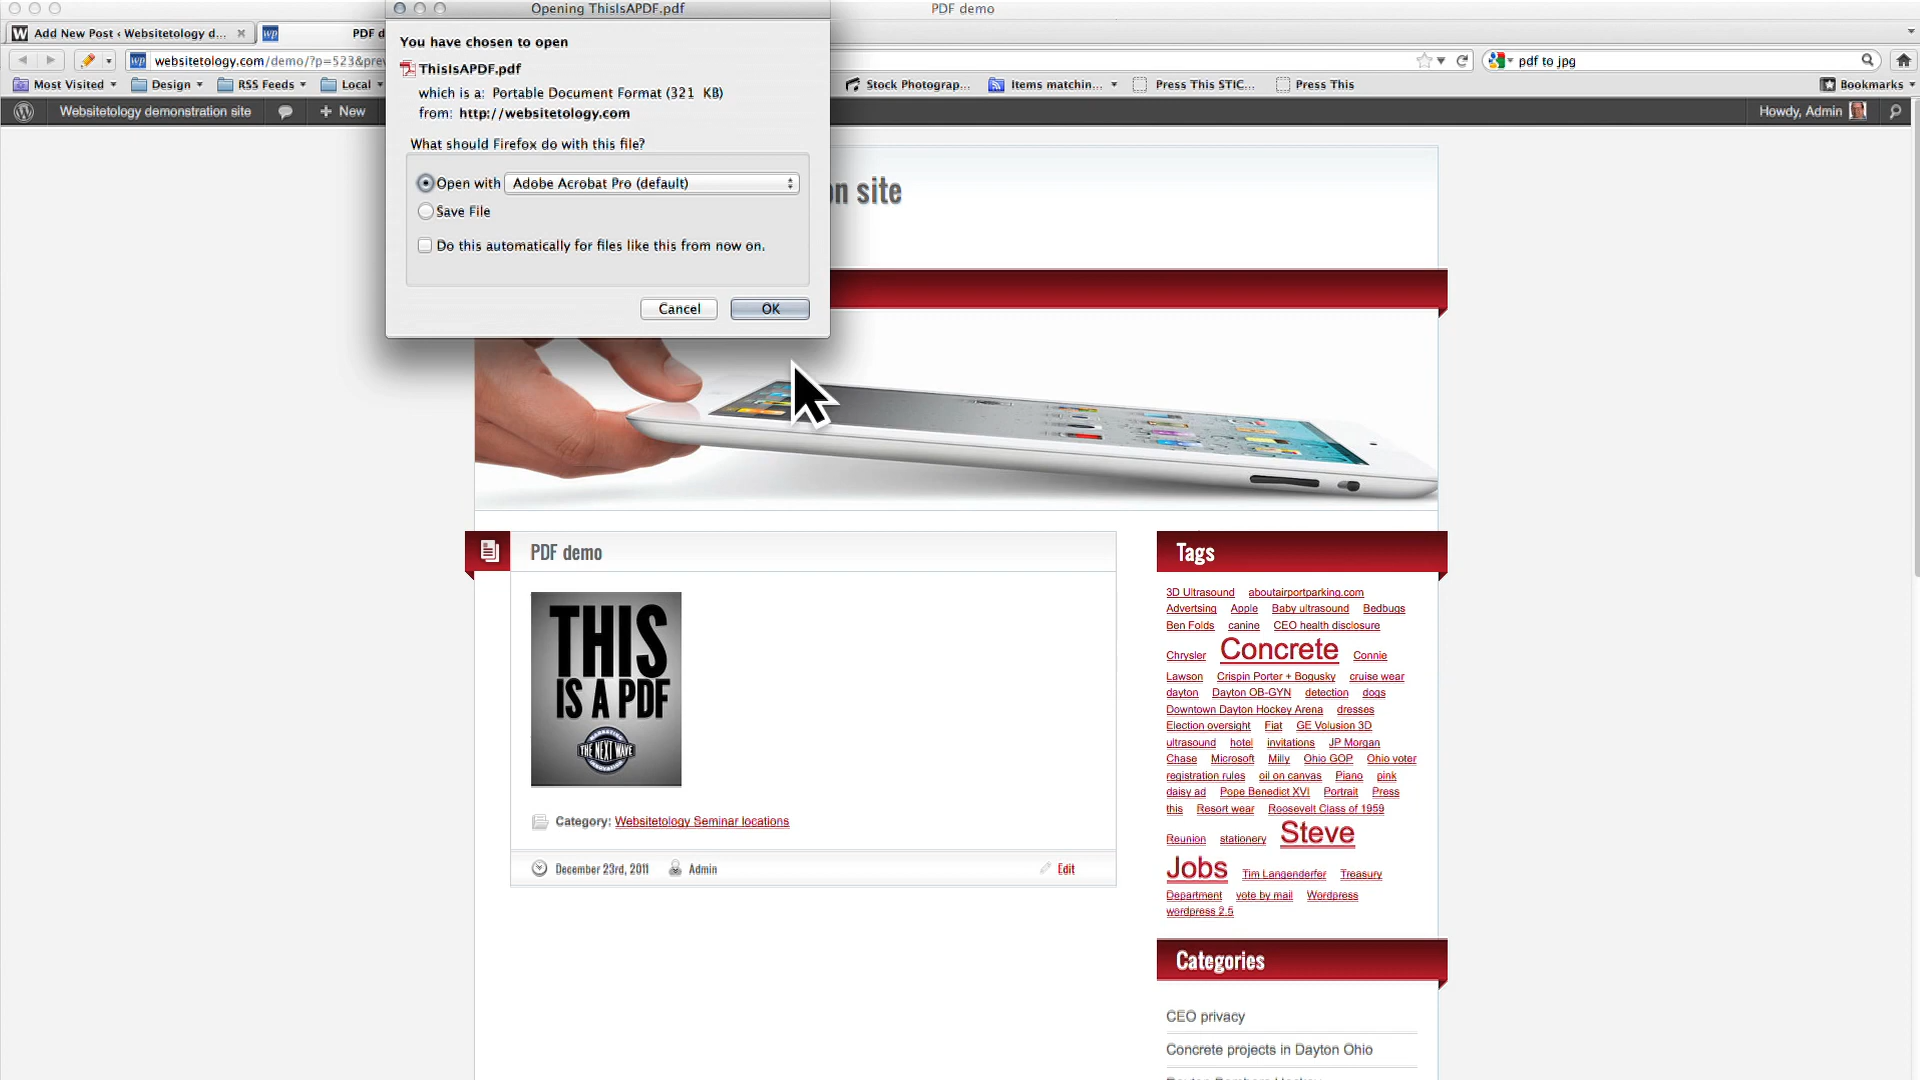 Opening ThisIsAPDF.pdf
PDF demo
Add New Post ‹ Websitetology d...
PDF d
You have chosen to open
ThisIsAPDF.pdf
which is a: Portable Document Format (321 KB)
from: http://websitetology.com
What should Firefox do with this file?
Open with Adobe Acrobat Pro (default)
Save File
Do this automatically for files like this from now on.
Cancel OK
websitetology.com/demo/?p=523&pre
pdf to jpg
Most Visited Design RSS Feeds Local
Stock Photograp... Items matchin... Press This STIC... Press This Bookmarks
Websitetology demonstration site + New
Howdy, Admin
on site
PDF demo
THIS
IS A PDF
MARKETING
THE NEXT WAVE
INNOVATION
Category: Websitetology Seminar locations
December 23rd, 2011 Admin Edit
Tags
3D Ultrasound aboutairportparking.com
Advertsing Apple Baby ultrasound Bedbugs
Ben Folds canine CEO health disclosure
Chrysler Concrete Connie
Lawson Crispin Porter + Bogusky cruise wear
dayton Dayton OB-GYN detection dogs
Downtown Dayton Hockey Arena dresses
Election oversight Fiat GE Volusion 3D
ultrasound hotel invitations JP Morgan
Chase Microsoft Milly Ohio GOP Ohio voter
registration rules oil on canvas Piano pink
daisy ad Pope Benedict XVI Portrait Press
this Resort wear Roosevelt Class of 1959
Reunion stationery Steve
Jobs Tim Langenderfer Treasury
Department vote by mail Wordpress
wordpress 2.5
Categories
CEO privacy
Concrete projects in Dayton Ohio